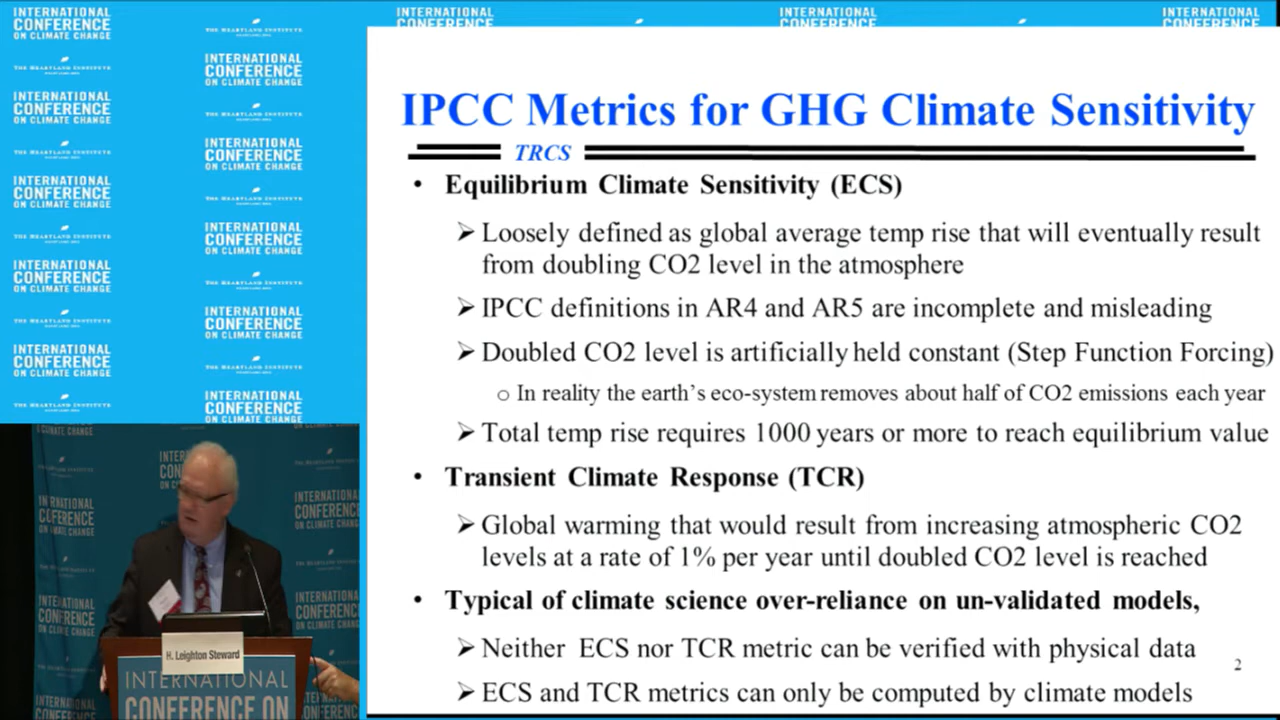 INTERNATIONAL
CONFERENCE
ON CLIMATE CHANGE
THE HEARTLAND INSTITUTE
IPCC Metrics for GHG Climate Sensitivity
TRCS
• Equilibrium Climate Sensitivity (ECS)
➢ Loosely defined as global average temp rise that will eventually result
from doubling CO2 level in the atmosphere
➢ IPCC definitions in AR4 and AR5 are incomplete and misleading
➢ Doubled CO2 level is artificially held constant (Step Function Forcing)
o In reality the earth's eco-system removes about half of CO2 emissions each year
➢ Total temp rise requires 1000 years or more to reach equilibrium value
• Transient Climate Response (TCR)
➢ Global warming that would result from increasing atmospheric CO2
levels at a rate of 1% per year until doubled CO2 level is reached
• Typical of climate science over-reliance on un-validated models,
➢ Neither ECS nor TCR metric can be verified with physical data
➢ ECS and TCR metrics can only be computed by climate models
2
H. Leighton Steward
INTERNATIONAL
CONFERENCE ON